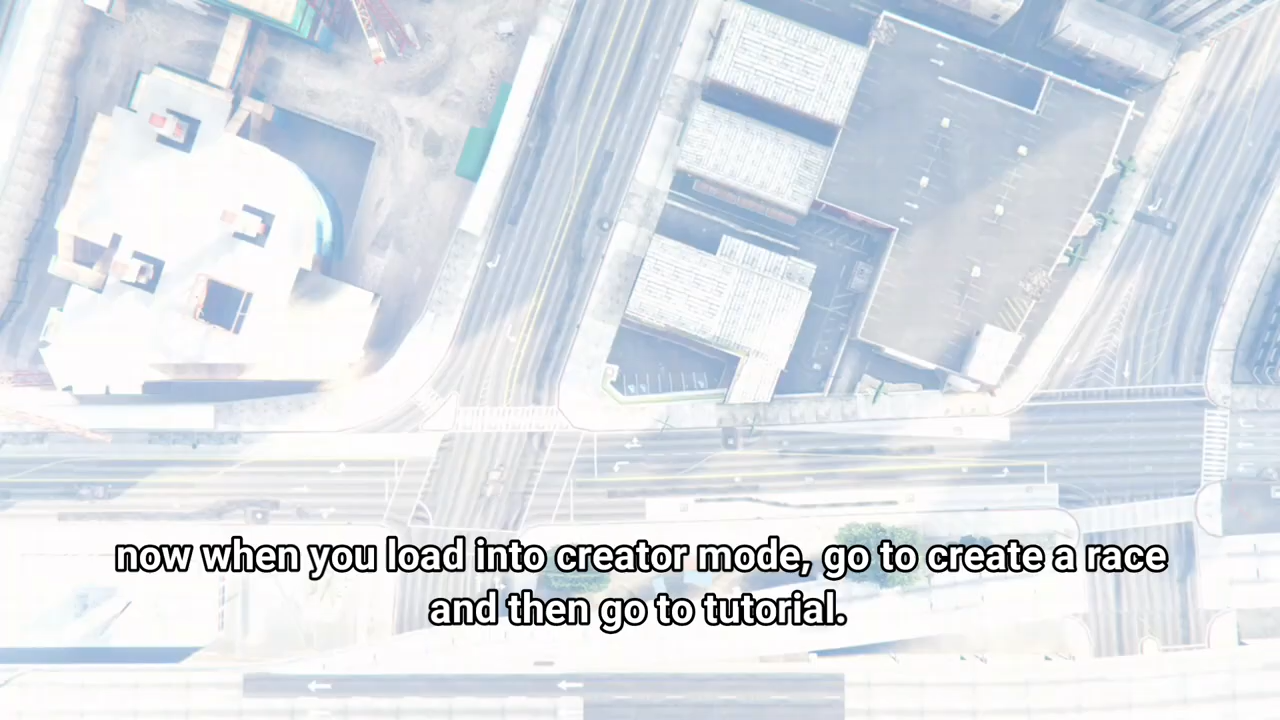 now when you load into creator mode, go to create a race
and then go to tutorial.